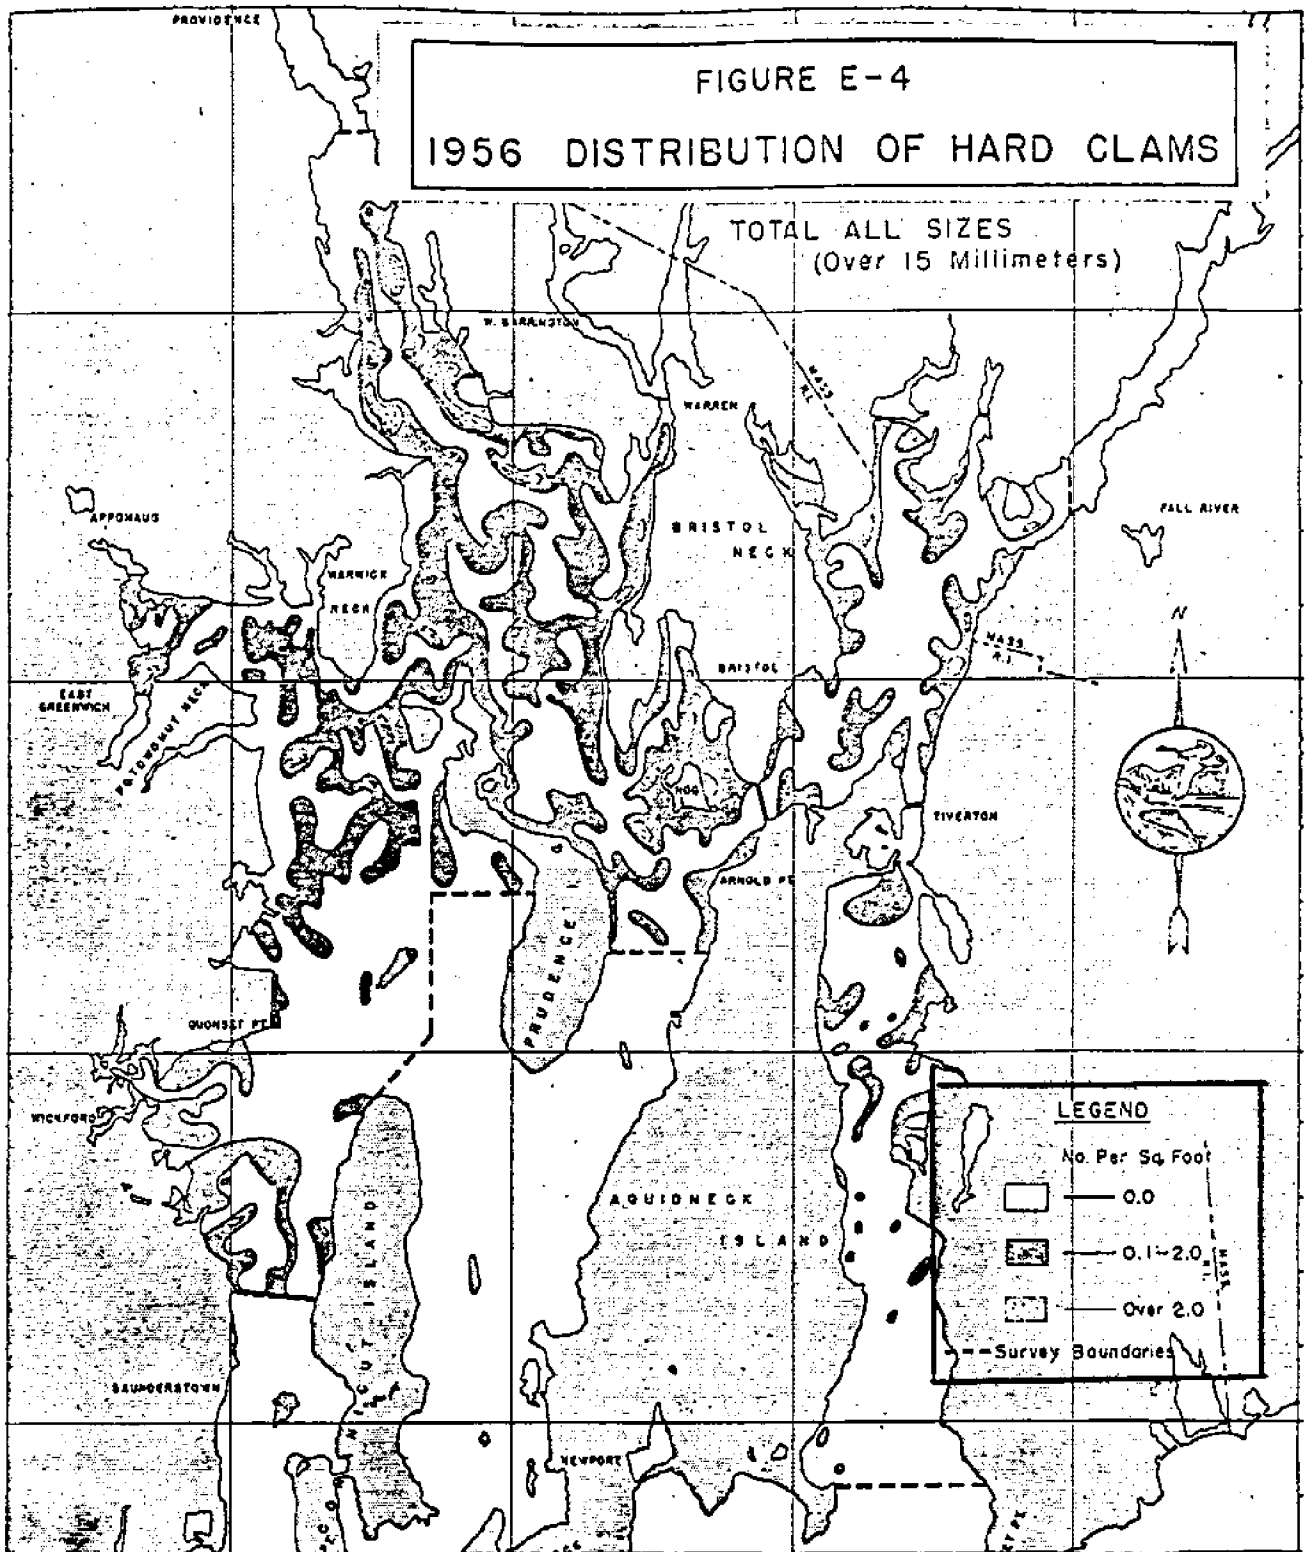 PROVIDENCE
FIGURE E-4
1956 DISTRIBUTION OF HARD CLAMS
TOTAL ALL SIZES
(Over 15 Millimeters)
W. BARRINGTON
MASS
R.I.
WARREN
APPONAUG
FALL RIVER
BRISTOL
NECK
WARWICK
NECK
N
MASS
R.I.
BRISTOL
EAST
GREENWICH
POTOWOMUT NECK
HOG
TIVERTON
ARNOLD PT.
PRUDENCE I.
QUONSET PT.
WICKFORD
LEGEND
No. Per Sq. Foot
0.0
0.1-2.0
Over 2.0
Survey Boundaries
MASS.
R.I.
AQUIDNECK
ISLAND
ISLAND
SAUNDERSTOWN
NEWPORT